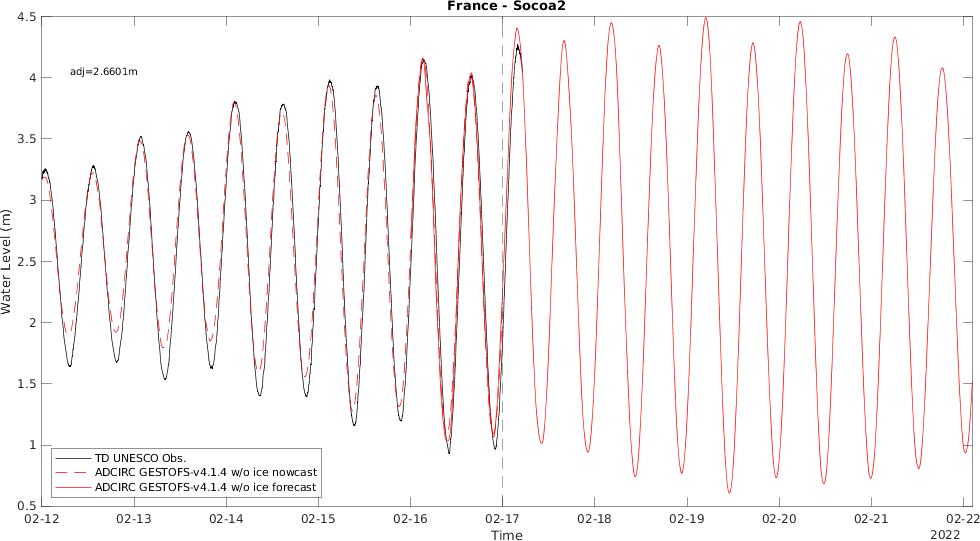 France - Socoa2
adj=2.6601m
Water Level (m)
4.5
4
3.5
3
2.5
2
1.5
1
0.5
TD UNESCO Obs.
ADCIRC GESTOFS-v4.1.4 w/o ice nowcast
ADCIRC GESTOFS-v4.1.4 w/o ice forecast
02-12 02-13 02-14 02-15 02-16 02-17 02-18 02-19 02-20 02-21 02-22
Time 2022